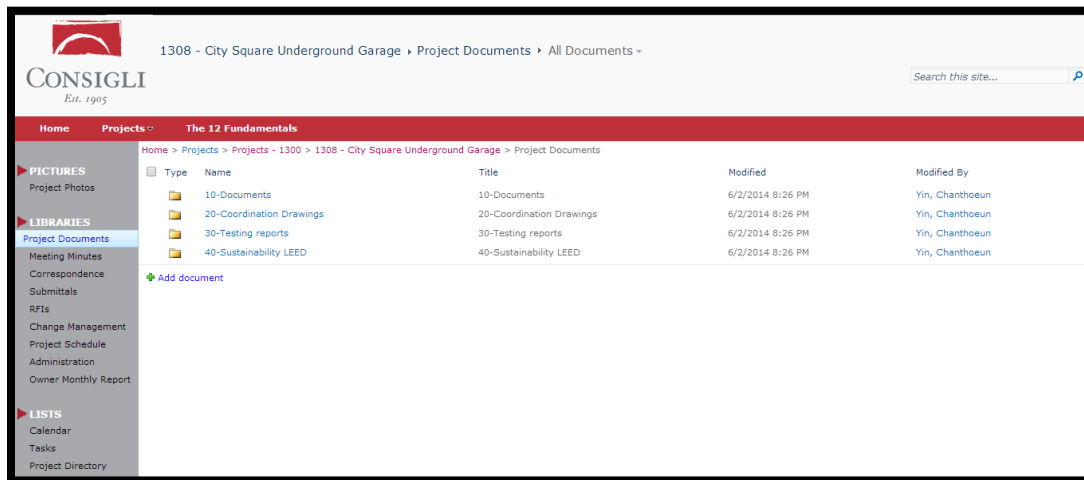 1308 - City Square Underground Garage ▸ Project Documents ▸ All Documents
CONSIGLI
Est. 1905
Search this site...
Home Projects The 12 Fundamentals
Home > Projects > Projects - 1300 > 1308 - City Square Underground Garage > Project Documents
PICTURES
Project Photos
LIBRARIES
Project Documents
Meeting Minutes
Correspondence
Submittals
RFIs
Change Management
Project Schedule
Administration
Owner Monthly Report
LISTS
Calendar
Tasks
Project Directory
Type Name Title Modified Modified By
10-Documents 10-Documents 6/2/2014 8:26 PM Yin, Chanthoeun
20-Coordination Drawings 20-Coordination Drawings 6/2/2014 8:26 PM Yin, Chanthoeun
30-Testing reports 30-Testing reports 6/2/2014 8:26 PM Yin, Chanthoeun
40-Sustainability LEED 40-Sustainability LEED 6/2/2014 8:26 PM Yin, Chanthoeun
Add document